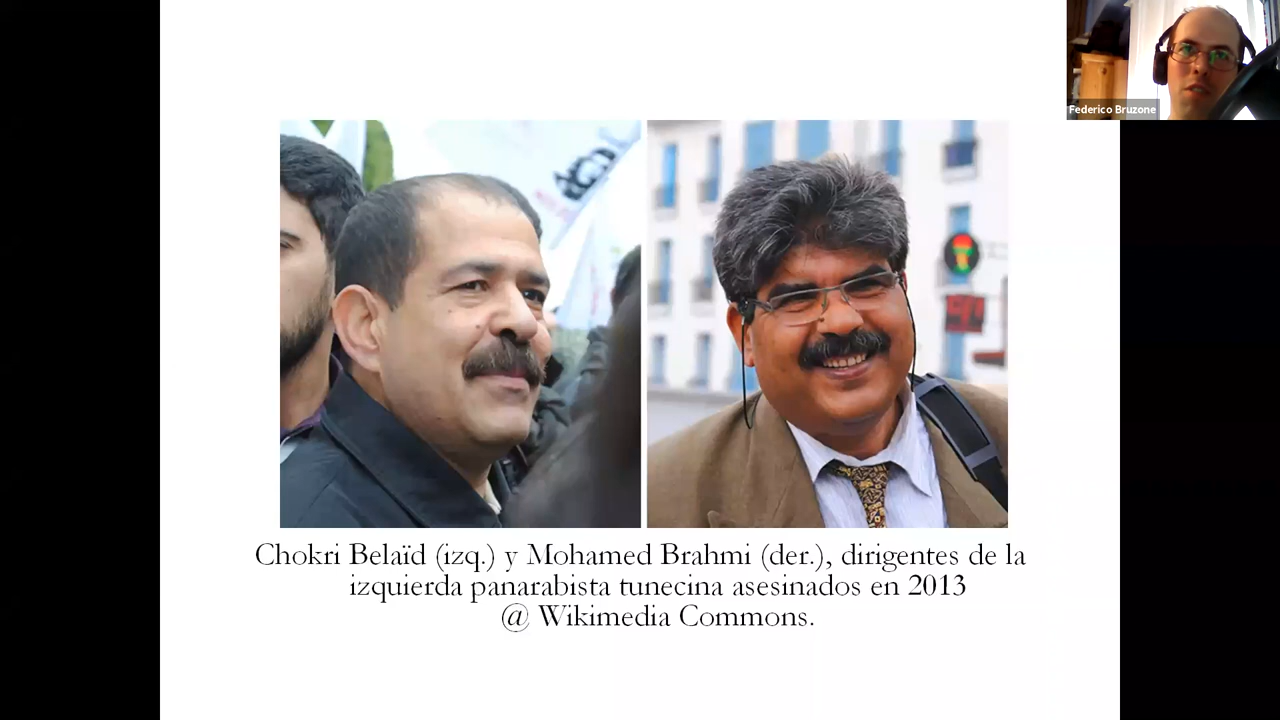 Federico Bruzone
Chokri Belaïd (izq.) y Mohamed Brahmi (der.), dirigentes de la
izquierda panarabista tunecina asesinados en 2013
@ Wikimedia Commons.